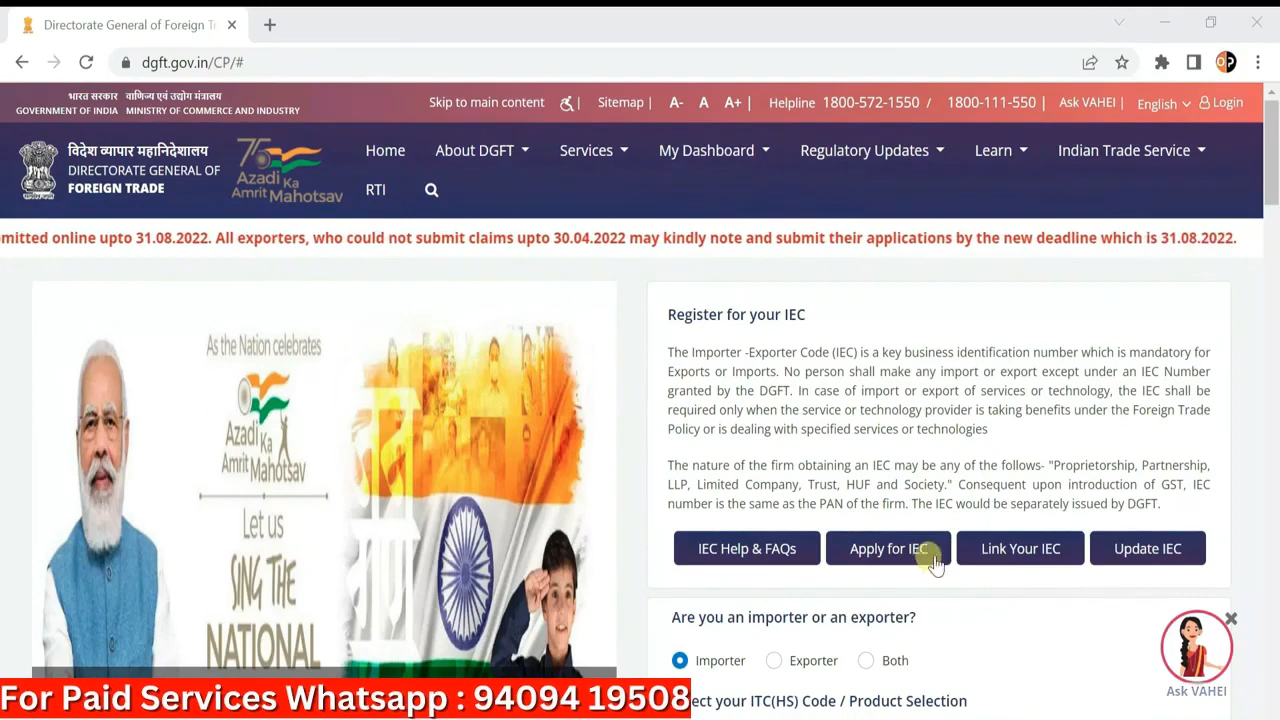 Directorate General of Foreign T
dgft.gov.in/CP/#
OP
भारत सरकार वाणिज्य एवं उद्योग मंत्रालय
GOVERNMENT OF INDIA MINISTRY OF COMMERCE AND INDUSTRY
Skip to main content | Sitemap | A- A A+ | Helpline 1800-572-1550 / 1800-111-550 | Ask VAHEI | English Login
विदेश व्यापार महानिदेशालय
DIRECTORATE GENERAL OF
FOREIGN TRADE
75
Azadi Ka
Amrit Mahotsav
Home About DGFT Services My Dashboard Regulatory Updates Learn Indian Trade Service
RTI
mitted online upto 31.08.2022. All exporters, who could not submit claims upto 30.04.2022 may kindly note and submit their applications by the new deadline which is 31.08.2022.
As the Nation celebrates
Azadi Ka
Amrit Mahotsav
Let us
SING THE
NATIONAL
Register for your IEC
The Importer -Exporter Code (IEC) is a key business identification number which is mandatory for
Exports or Imports. No person shall make any import or export except under an IEC Number
granted by the DGFT. In case of import or export of services or technology, the IEC shall be
required only when the service or technology provider is taking benefits under the Foreign Trade
Policy or is dealing with specified services or technologies
The nature of the firm obtaining an IEC may be any of the follows- "Proprietorship, Partnership,
LLP, Limited Company, Trust, HUF and Society." Consequent upon introduction of GST, IEC
number is the same as the PAN of the firm. The IEC would be separately issued by DGFT.
IEC Help & FAQs Apply for IEC Link Your IEC Update IEC
Are you an importer or an exporter?
Importer Exporter Both
ect your ITC(HS) Code / Product Selection
Ask VAHEI
For Paid Services Whatsapp : 94094 19508